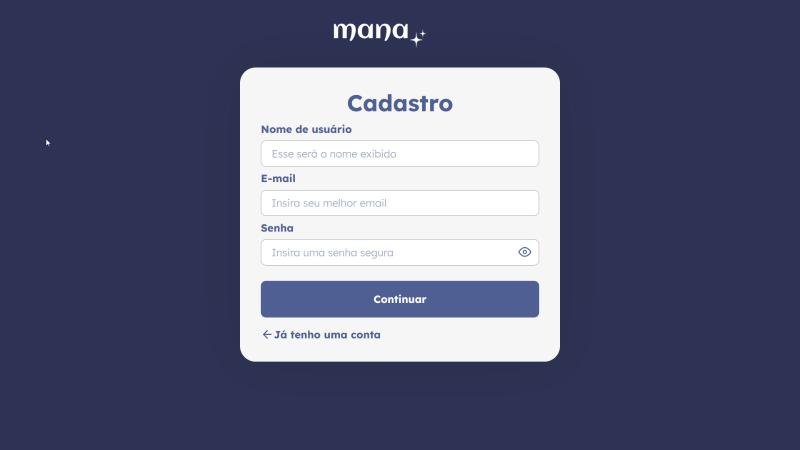 mana
Cadastro
Nome de usuário
Esse será o nome exibido
E-mail
Insira seu melhor email
Senha
Insira uma senha segura
Continuar
Já tenho uma conta